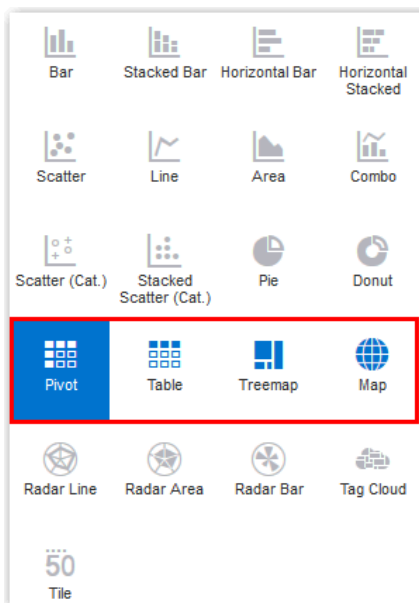 Bar Stacked Bar Horizontal Bar Horizontal
Stacked
Scatter Line Area Combo
Scatter (Cat.) Stacked Pie Donut
Scatter (Cat.)
Pivot Table Treemap Map
Radar Line Radar Area Radar Bar Tag Cloud
50
Tile